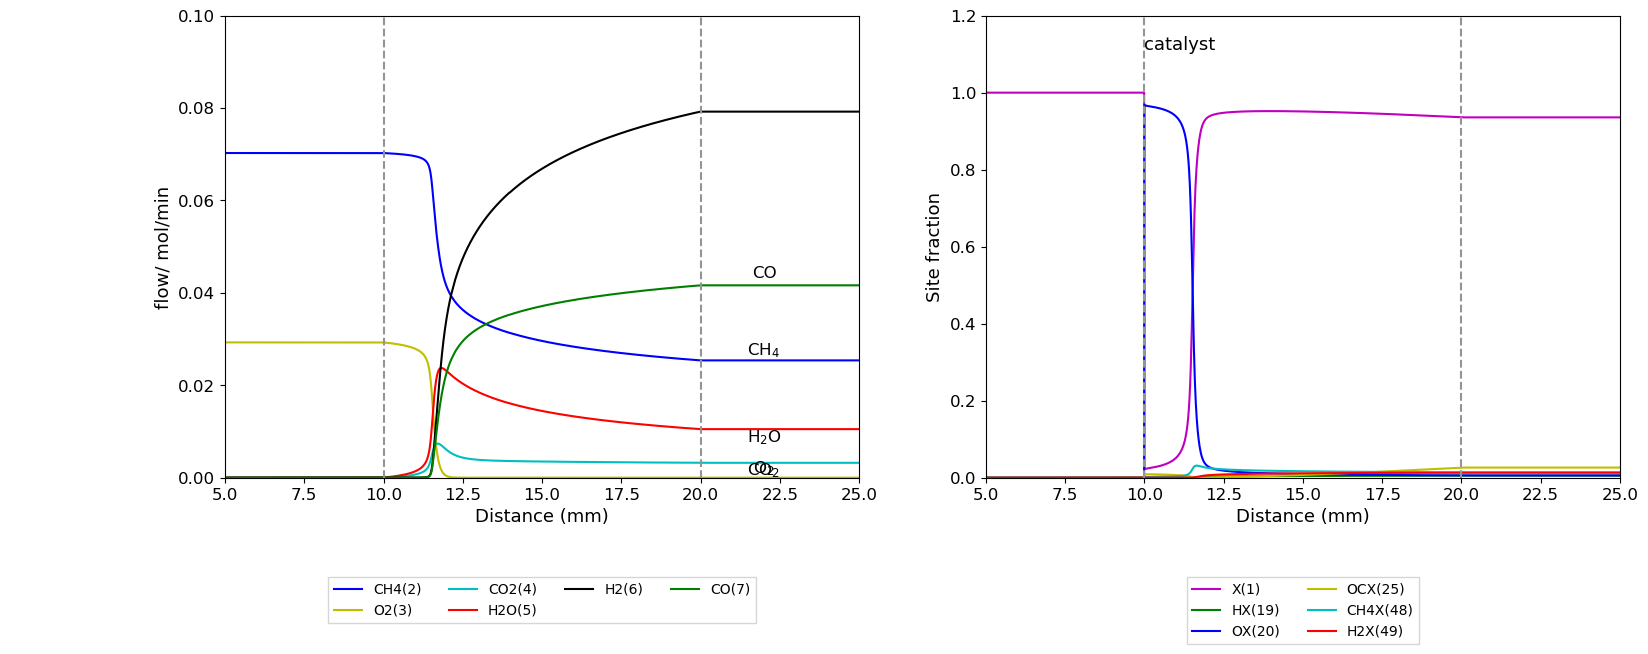 0.10
0.08
0.06
0.04
0.02
0.00
flow/ mol/min
CO
CH₄
H₂O
O₂
CO₂
5.0 7.5 10.0 12.5 15.0 17.5 20.0 22.5 25.0
Distance (mm)
CH4(2) CO2(4) H2(6) CO(7)
O2(3) H2O(5)
1.2
1.0
0.8
0.6
0.4
0.2
0.0
Site fraction
catalyst
5.0 7.5 10.0 12.5 15.0 17.5 20.0 22.5 25.0
Distance (mm)
X(1) OCX(25)
HX(19) CH4X(48)
OX(20) H2X(49)